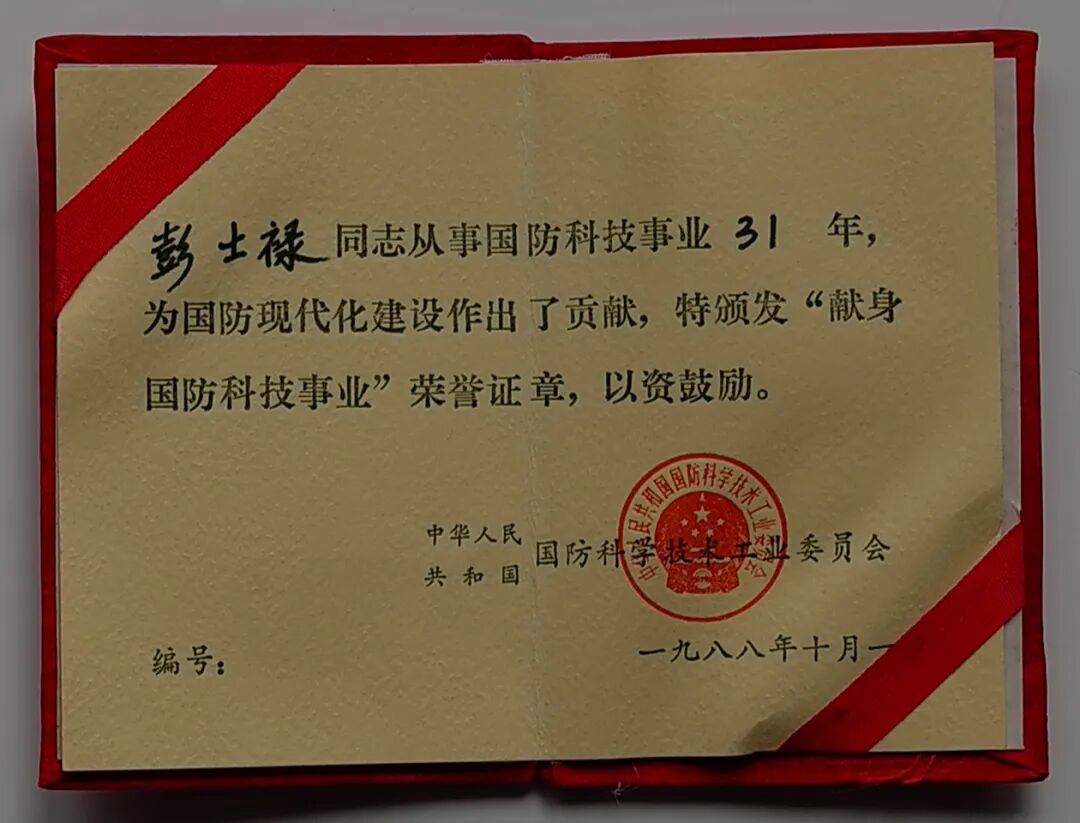 彭士禄同志从事国防科技事业31年，
为国防现代化建设作出了贡献，特颁发“献身
国防科技事业”荣誉证章，以资鼓励。
中华人民
共和国
国防科学技术工业委员会
中华人民共和国国防科学技术工业委员会
一九八八年十月一
编号：